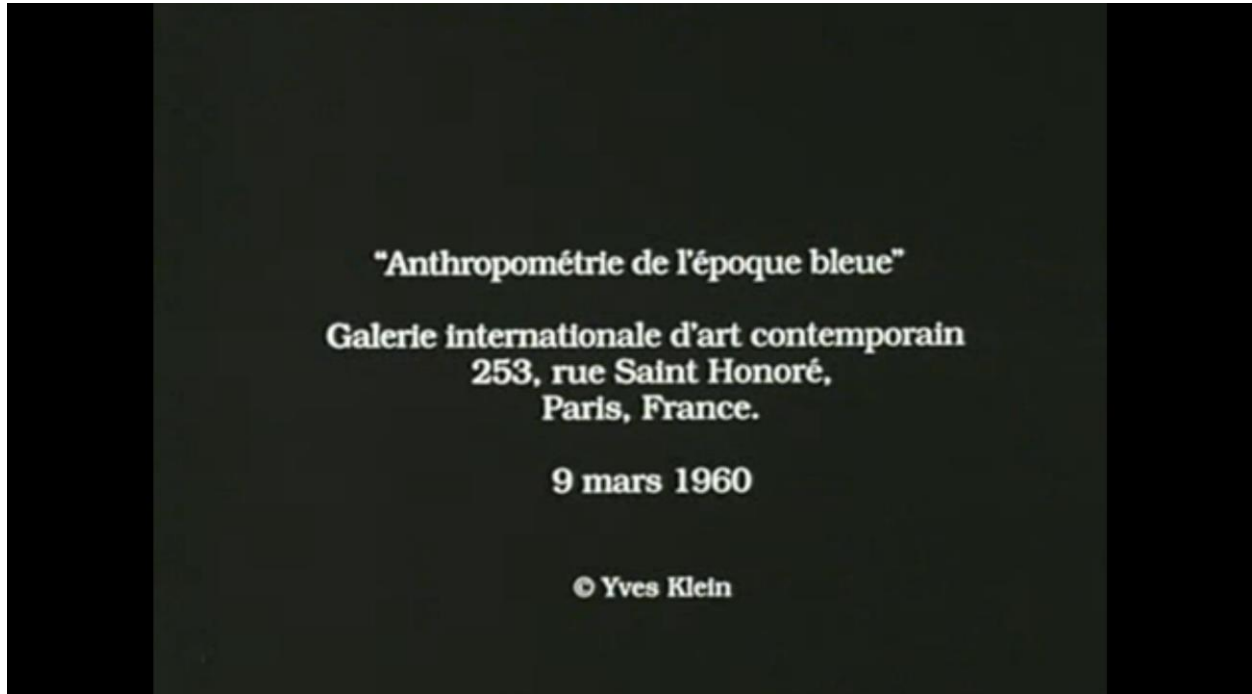 “Anthropométrie de l'époque bleue”
Galerie internationale d'art contemporain
253, rue Saint Honoré,
Paris, France.
9 mars 1960
© Yves Klein